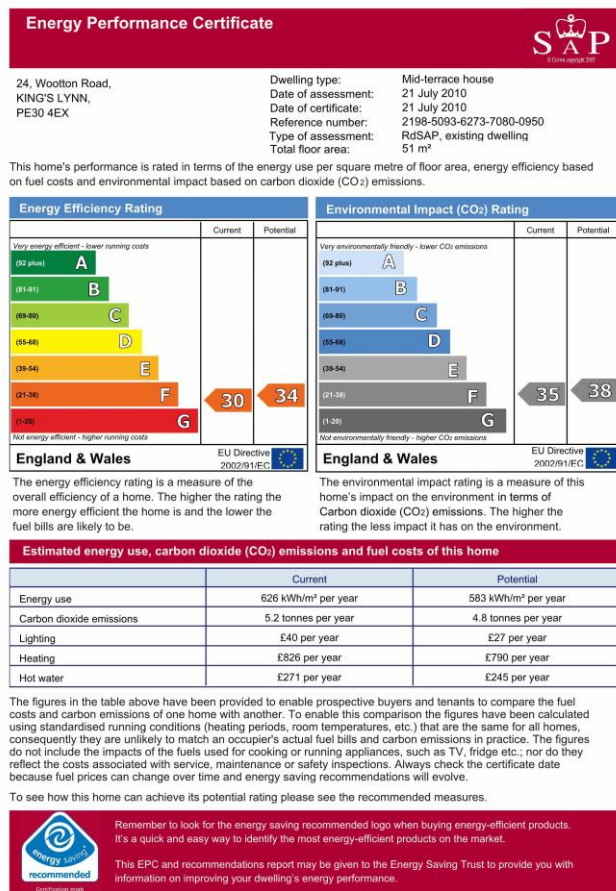 Energy Performance Certificate
SAP
© Crown copyright 2005
24, Wootton Road,
KING'S LYNN,
PE30 4EX
Dwelling type: Mid-terrace house
Date of assessment: 21 July 2010
Date of certificate: 21 July 2010
Reference number: 2198-5093-6273-7080-0950
Type of assessment: RdSAP, existing dwelling
Total floor area: 51 m²
This home's performance is rated in terms of the energy use per square metre of floor area, energy efficiency based
on fuel costs and environmental impact based on carbon dioxide (CO2) emissions.
Energy Efficiency Rating
Current Potential
Very energy efficient - lower running costs
(92 plus) A
(81-91) B
(69-80) C
(55-68) D
(39-54) E
(21-38) F 30 34
(1-20) G
Not energy efficient - higher running costs
England & Wales
EU Directive
2002/91/EC
The energy efficiency rating is a measure of the
overall efficiency of a home. The higher the rating the
more energy efficient the home is and the lower the
fuel bills are likely to be.
Environmental Impact (CO2) Rating
Current Potential
Very environmentally friendly - lower CO2 emissions
(92 plus) A
(81-91) B
(69-80) C
(55-68) D
(39-54) E
(21-38) F 35 38
(1-20) G
Not environmentally friendly - higher CO2 emissions
England & Wales
EU Directive
2002/91/EC
The environmental impact rating is a measure of this
home's impact on the environment in terms of
Carbon dioxide (CO2) emissions. The higher the
rating the less impact it has on the environment.
Estimated energy use, carbon dioxide (CO2) emissions and fuel costs of this home
Current Potential
Energy use 626 kWh/m² per year 583 kWh/m² per year
Carbon dioxide emissions 5.2 tonnes per year 4.8 tonnes per year
Lighting £40 per year £27 per year
Heating £826 per year £790 per year
Hot water £271 per year £245 per year
The figures in the table above have been provided to enable prospective buyers and tenants to compare the fuel
costs and carbon emissions of one home with another. To enable this comparison the figures have been calculated
using standardised running conditions (heating periods, room temperatures, etc.) that are the same for all homes,
consequently they are unlikely to match an occupier's actual fuel bills and carbon emissions in practice. The figures
do not include the impacts of the fuels used for cooking or running appliances, such as TV, fridge etc.; nor do they
reflect the costs associated with service, maintenance or safety inspections. Always check the certificate date
because fuel prices can change over time and energy saving recommendations will evolve.
To see how this home can achieve its potential rating please see the recommended measures.
energy saving
recommended
Certification mark
Remember to look for the energy saving recommended logo when buying energy-efficient products.
It's a quick and easy way to identify the most energy-efficient products on the market.
This EPC and recommendations report may be given to the Energy Saving Trust to provide you with
information on improving your dwelling's energy performance.